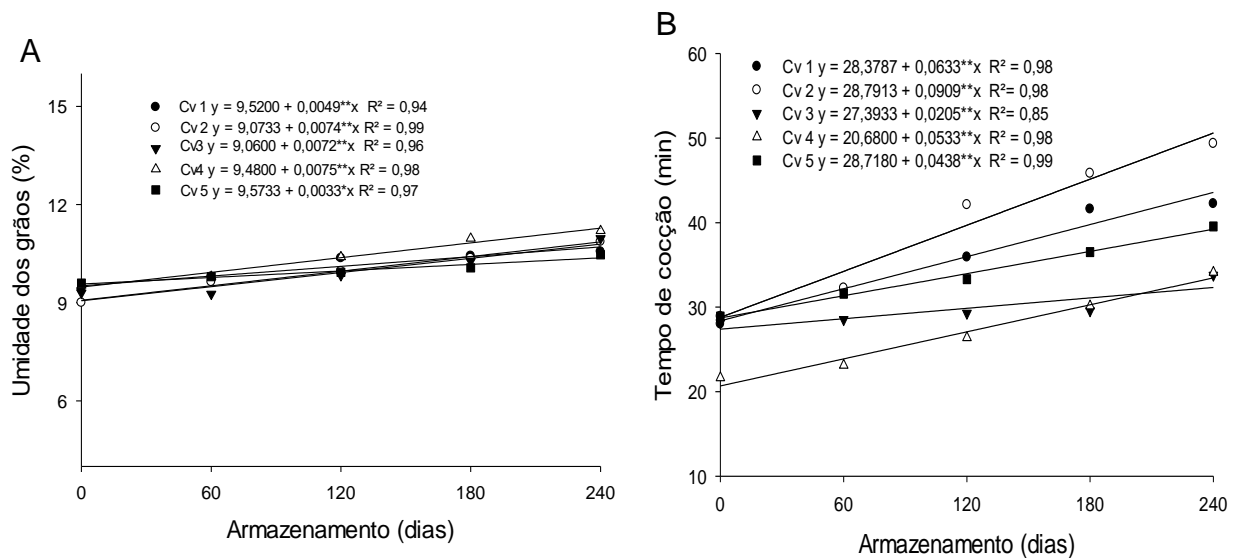 A
Umidade dos grãos (%)
15
12
9
6
Cv 1 y = 9,5200 + 0,0049**x R² = 0,94
Cv 2 y = 9,0733 + 0,0074**x R² = 0,99
Cv3 y = 9,0600 + 0,0072**x R² = 0,96
Cv4 y = 9,4800 + 0,0075**x R² = 0,98
Cv 5 y = 9,5733 + 0,0033*x R² = 0,97
0 60 120 180 240
Armazenamento (dias)
B
Tempo de cocção (min)
60
50
40
30
20
10
Cv 1 y = 28,3787 + 0,0633**x R² = 0,98
Cv 2 y = 28,7913 + 0,0909**x R² = 0,98
Cv 3 y = 27,3933 + 0,0205**x R²= 0,85
Cv 4 y = 20,6800 + 0,0533**x R² = 0,98
Cv 5 y = 28,7180 + 0,0438**x R² = 0,99
0 60 120 180 240
Armazenamento (dias)